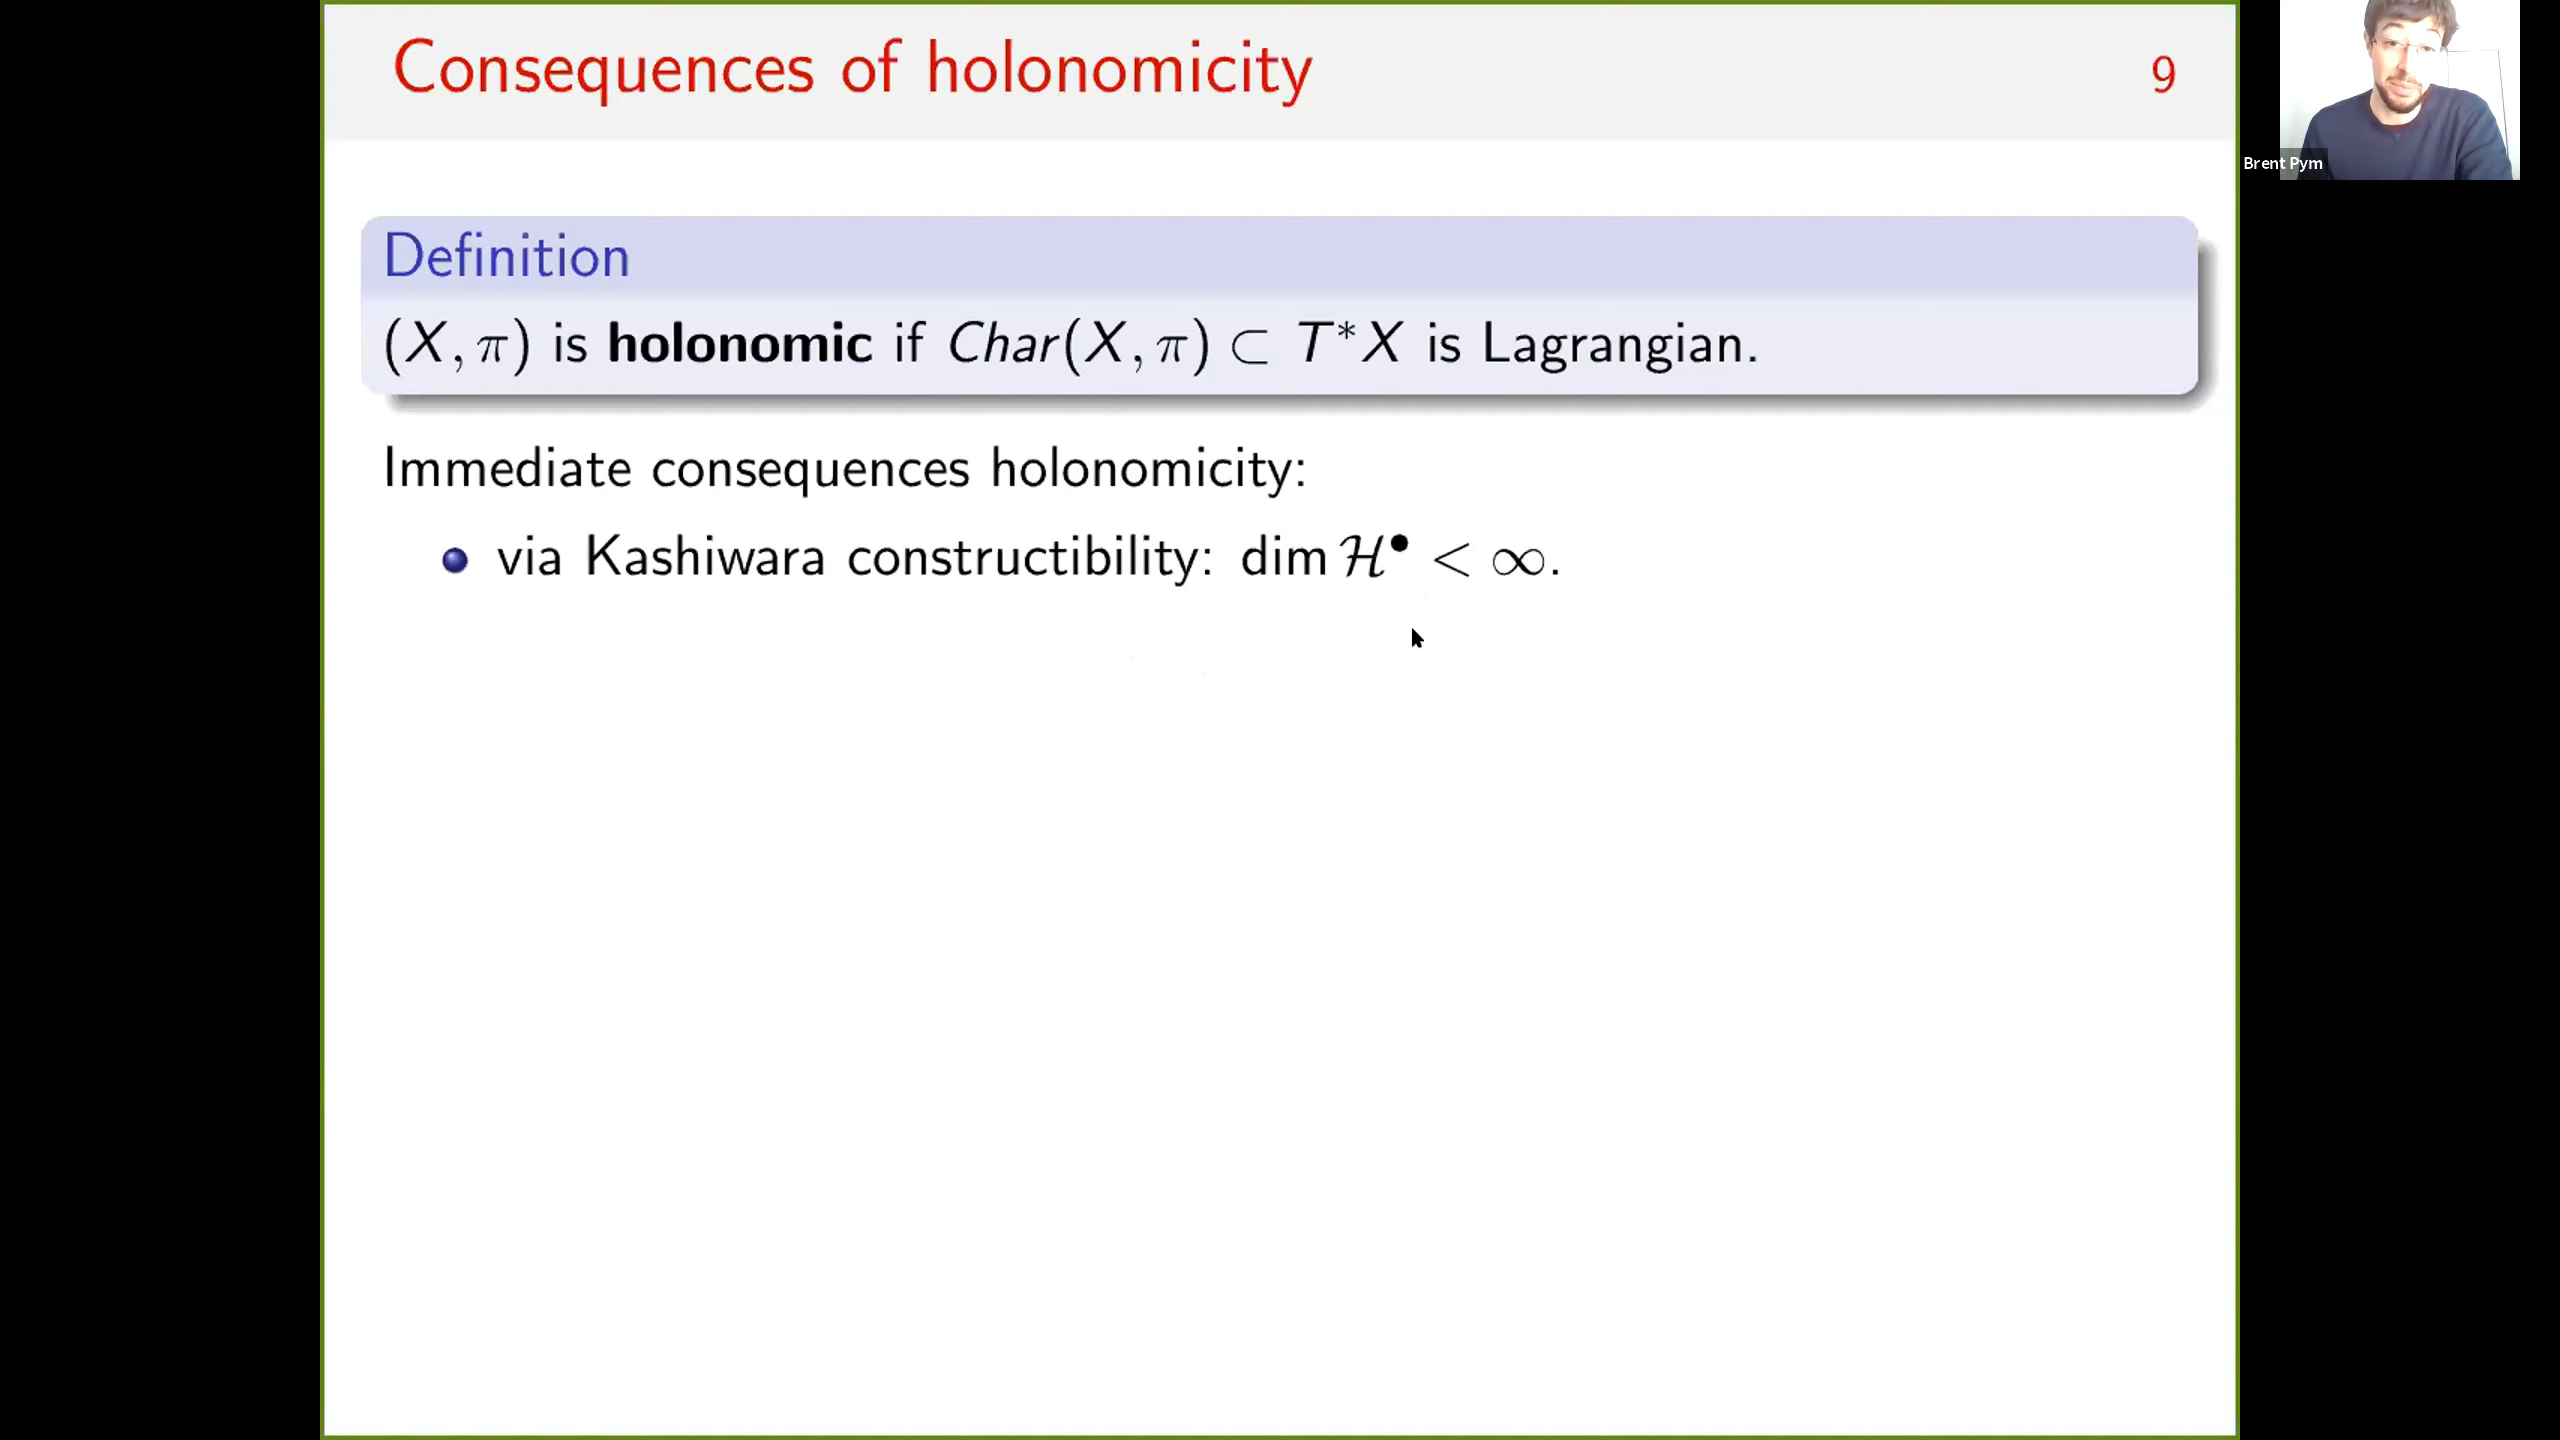 Consequences of holonomicity 9
Brent Pym
Definition
(X, π) is holonomic if Char(X, π) ⊂ T*X is Lagrangian.
Immediate consequences holonomicity:
• via Kashiwara constructibility: dim ℋ• < ∞.